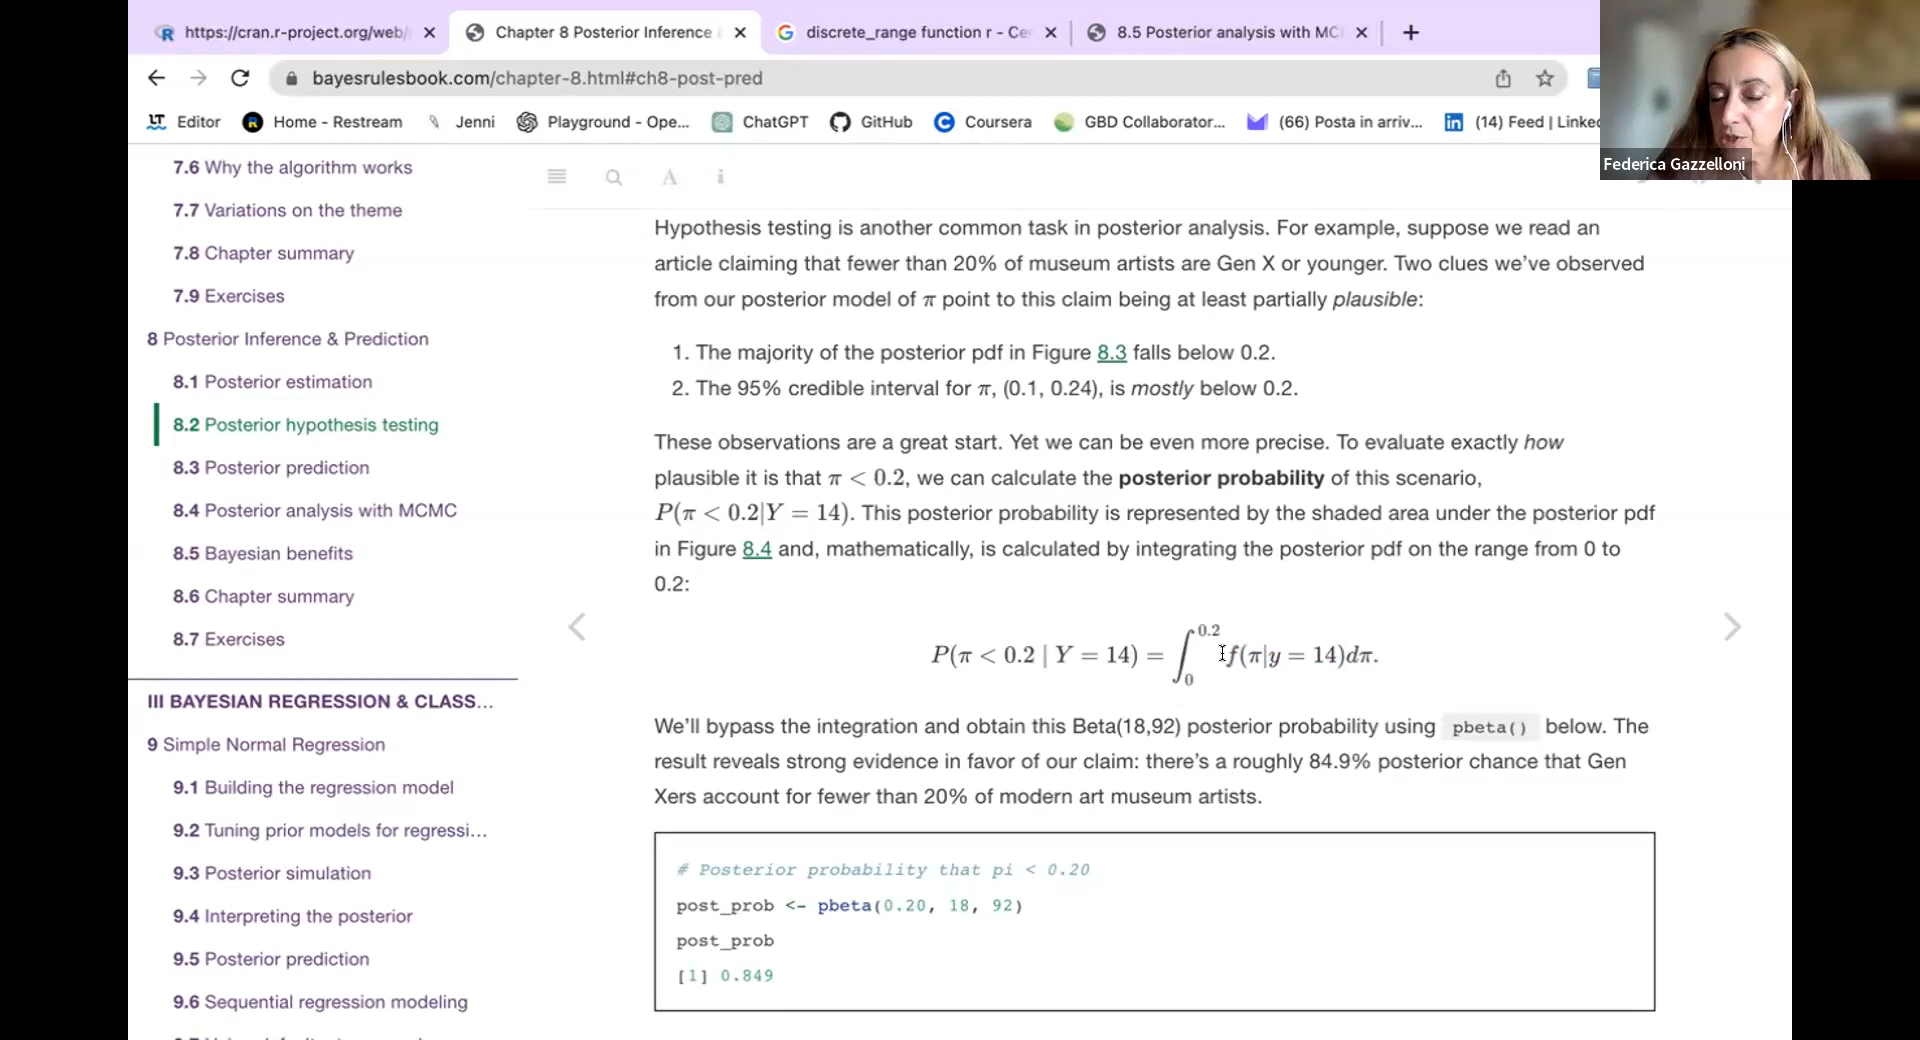 https://cran.r-project.org/web/
Chapter 8 Posterior Inference
discrete_range function r - Ce
8.5 Posterior analysis with MC
bayesrulesbook.com/chapter-8.html#ch8-post-pred
Editor
Home - Restream
Jenni
Playground - Ope...
ChatGPT
GitHub
Coursera
GBD Collaborator...
(66) Posta in arriv...
(14) Feed | Linke
Federica Gazzelloni
7.6 Why the algorithm works
7.7 Variations on the theme
7.8 Chapter summary
7.9 Exercises
8 Posterior Inference & Prediction
8.1 Posterior estimation
8.2 Posterior hypothesis testing
8.3 Posterior prediction
8.4 Posterior analysis with MCMC
8.5 Bayesian benefits
8.6 Chapter summary
8.7 Exercises
III BAYESIAN REGRESSION & CLASS...
9 Simple Normal Regression
9.1 Building the regression model
9.2 Tuning prior models for regressi...
9.3 Posterior simulation
9.4 Interpreting the posterior
9.5 Posterior prediction
9.6 Sequential regression modeling
Hypothesis testing is another common task in posterior analysis. For example, suppose we read an
article claiming that fewer than 20% of museum artists are Gen X or younger. Two clues we've observed
from our posterior model of π point to this claim being at least partially plausible:
1. The majority of the posterior pdf in Figure 8.3 falls below 0.2.
2. The 95% credible interval for π, (0.1, 0.24), is mostly below 0.2.
These observations are a great start. Yet we can be even more precise. To evaluate exactly how
plausible it is that π < 0.2, we can calculate the posterior probability of this scenario,
P(π < 0.2|Y = 14). This posterior probability is represented by the shaded area under the posterior pdf
in Figure 8.4 and, mathematically, is calculated by integrating the posterior pdf on the range from 0 to
0.2:
P(π < 0.2 | Y = 14) = ∫₀^0.2 f(π|y = 14)dπ.
We'll bypass the integration and obtain this Beta(18,92) posterior probability using pbeta() below. The
result reveals strong evidence in favor of our claim: there's a roughly 84.9% posterior chance that Gen
Xers account for fewer than 20% of modern art museum artists.
# Posterior probability that pi < 0.20
post_prob <- pbeta(0.20, 18, 92)
post_prob
[1] 0.849